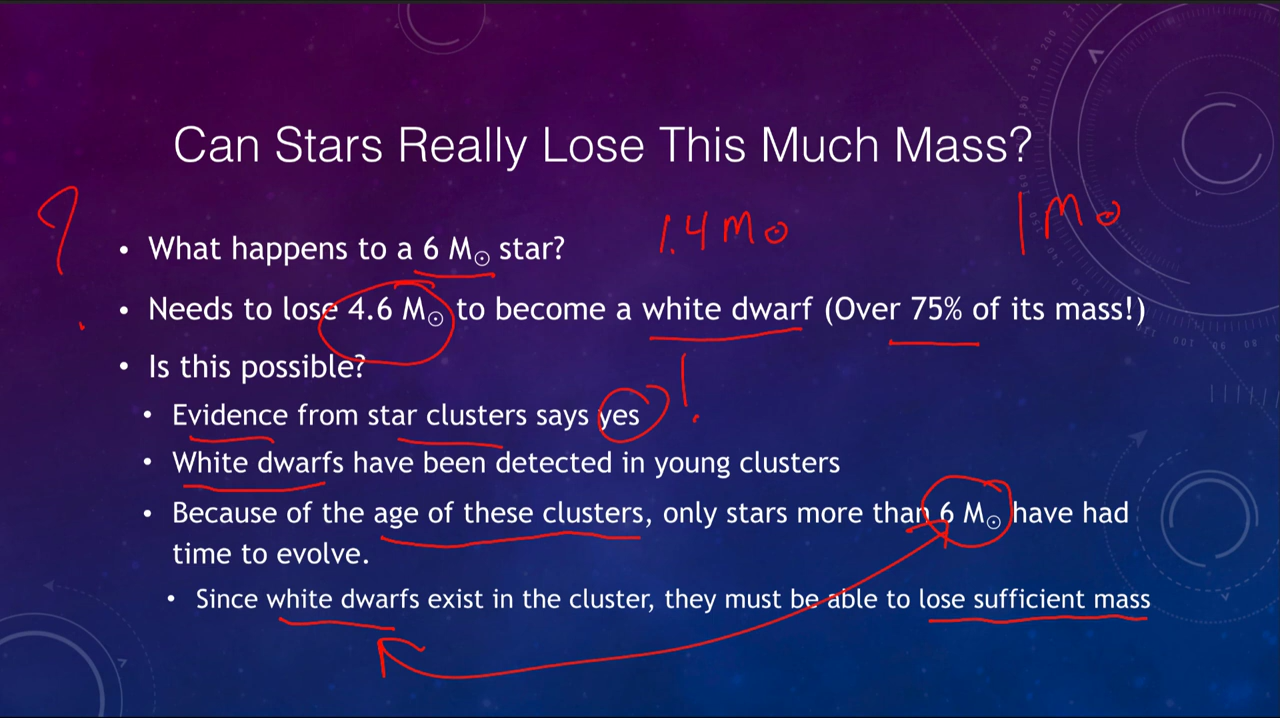 Can Stars Really Lose This Much Mass?
?
1.4 M☉
1 M☉
• What happens to a 6 M☉ star?
• Needs to lose 4.6 M☉ to become a white dwarf (Over 75% of its mass!)
• Is this possible?
!
• Evidence from star clusters says yes
• White dwarfs have been detected in young clusters
• Because of the age of these clusters, only stars more than 6 M☉ have had
time to evolve.
• Since white dwarfs exist in the cluster, they must be able to lose sufficient mass